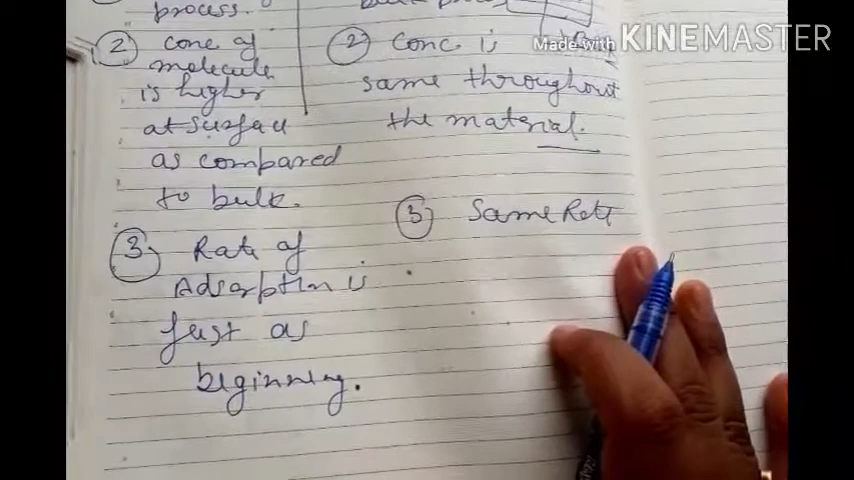 process.
② conc of
molecule
is higher
at surface
as compared
to bulk.
③ Rate of
Adsorption is
fast as
beginning.
② Conc. is
same throughout
the material.
③ Same Rate
Made with KINEMASTER